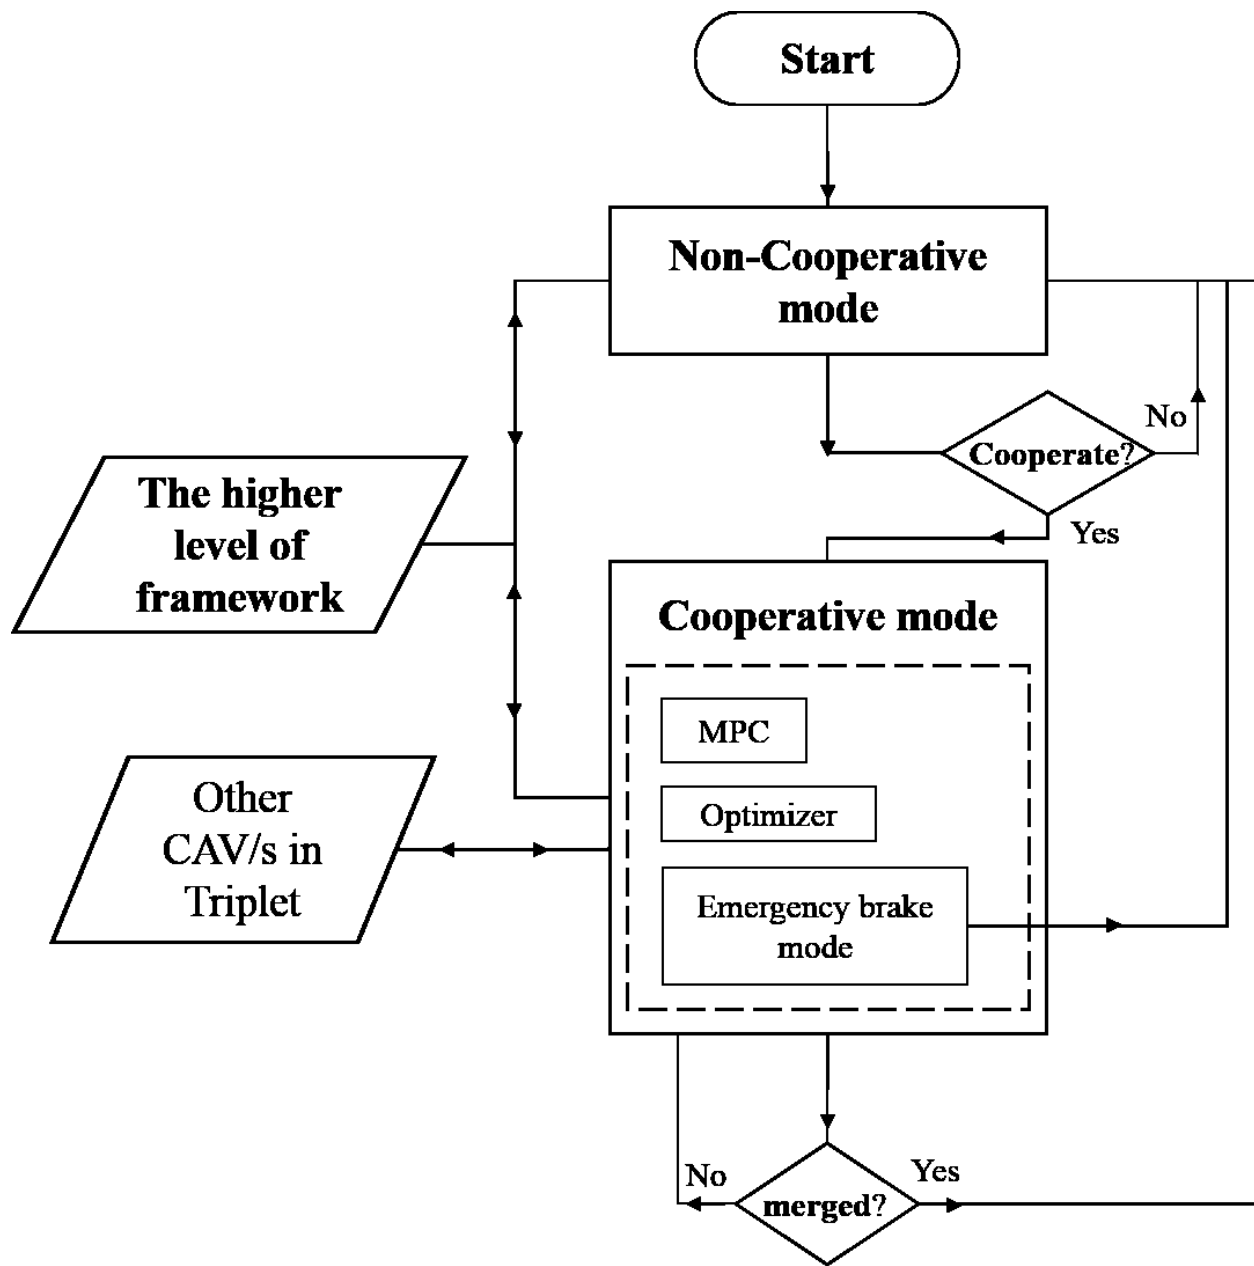 Start
Non-Cooperative
mode
No
Cooperate?
Yes
The higher
level of
framework
Cooperative mode
MPC
Optimizer
Other
CAV/s in
Triplet
Emergency brake
mode
No
Yes
merged?